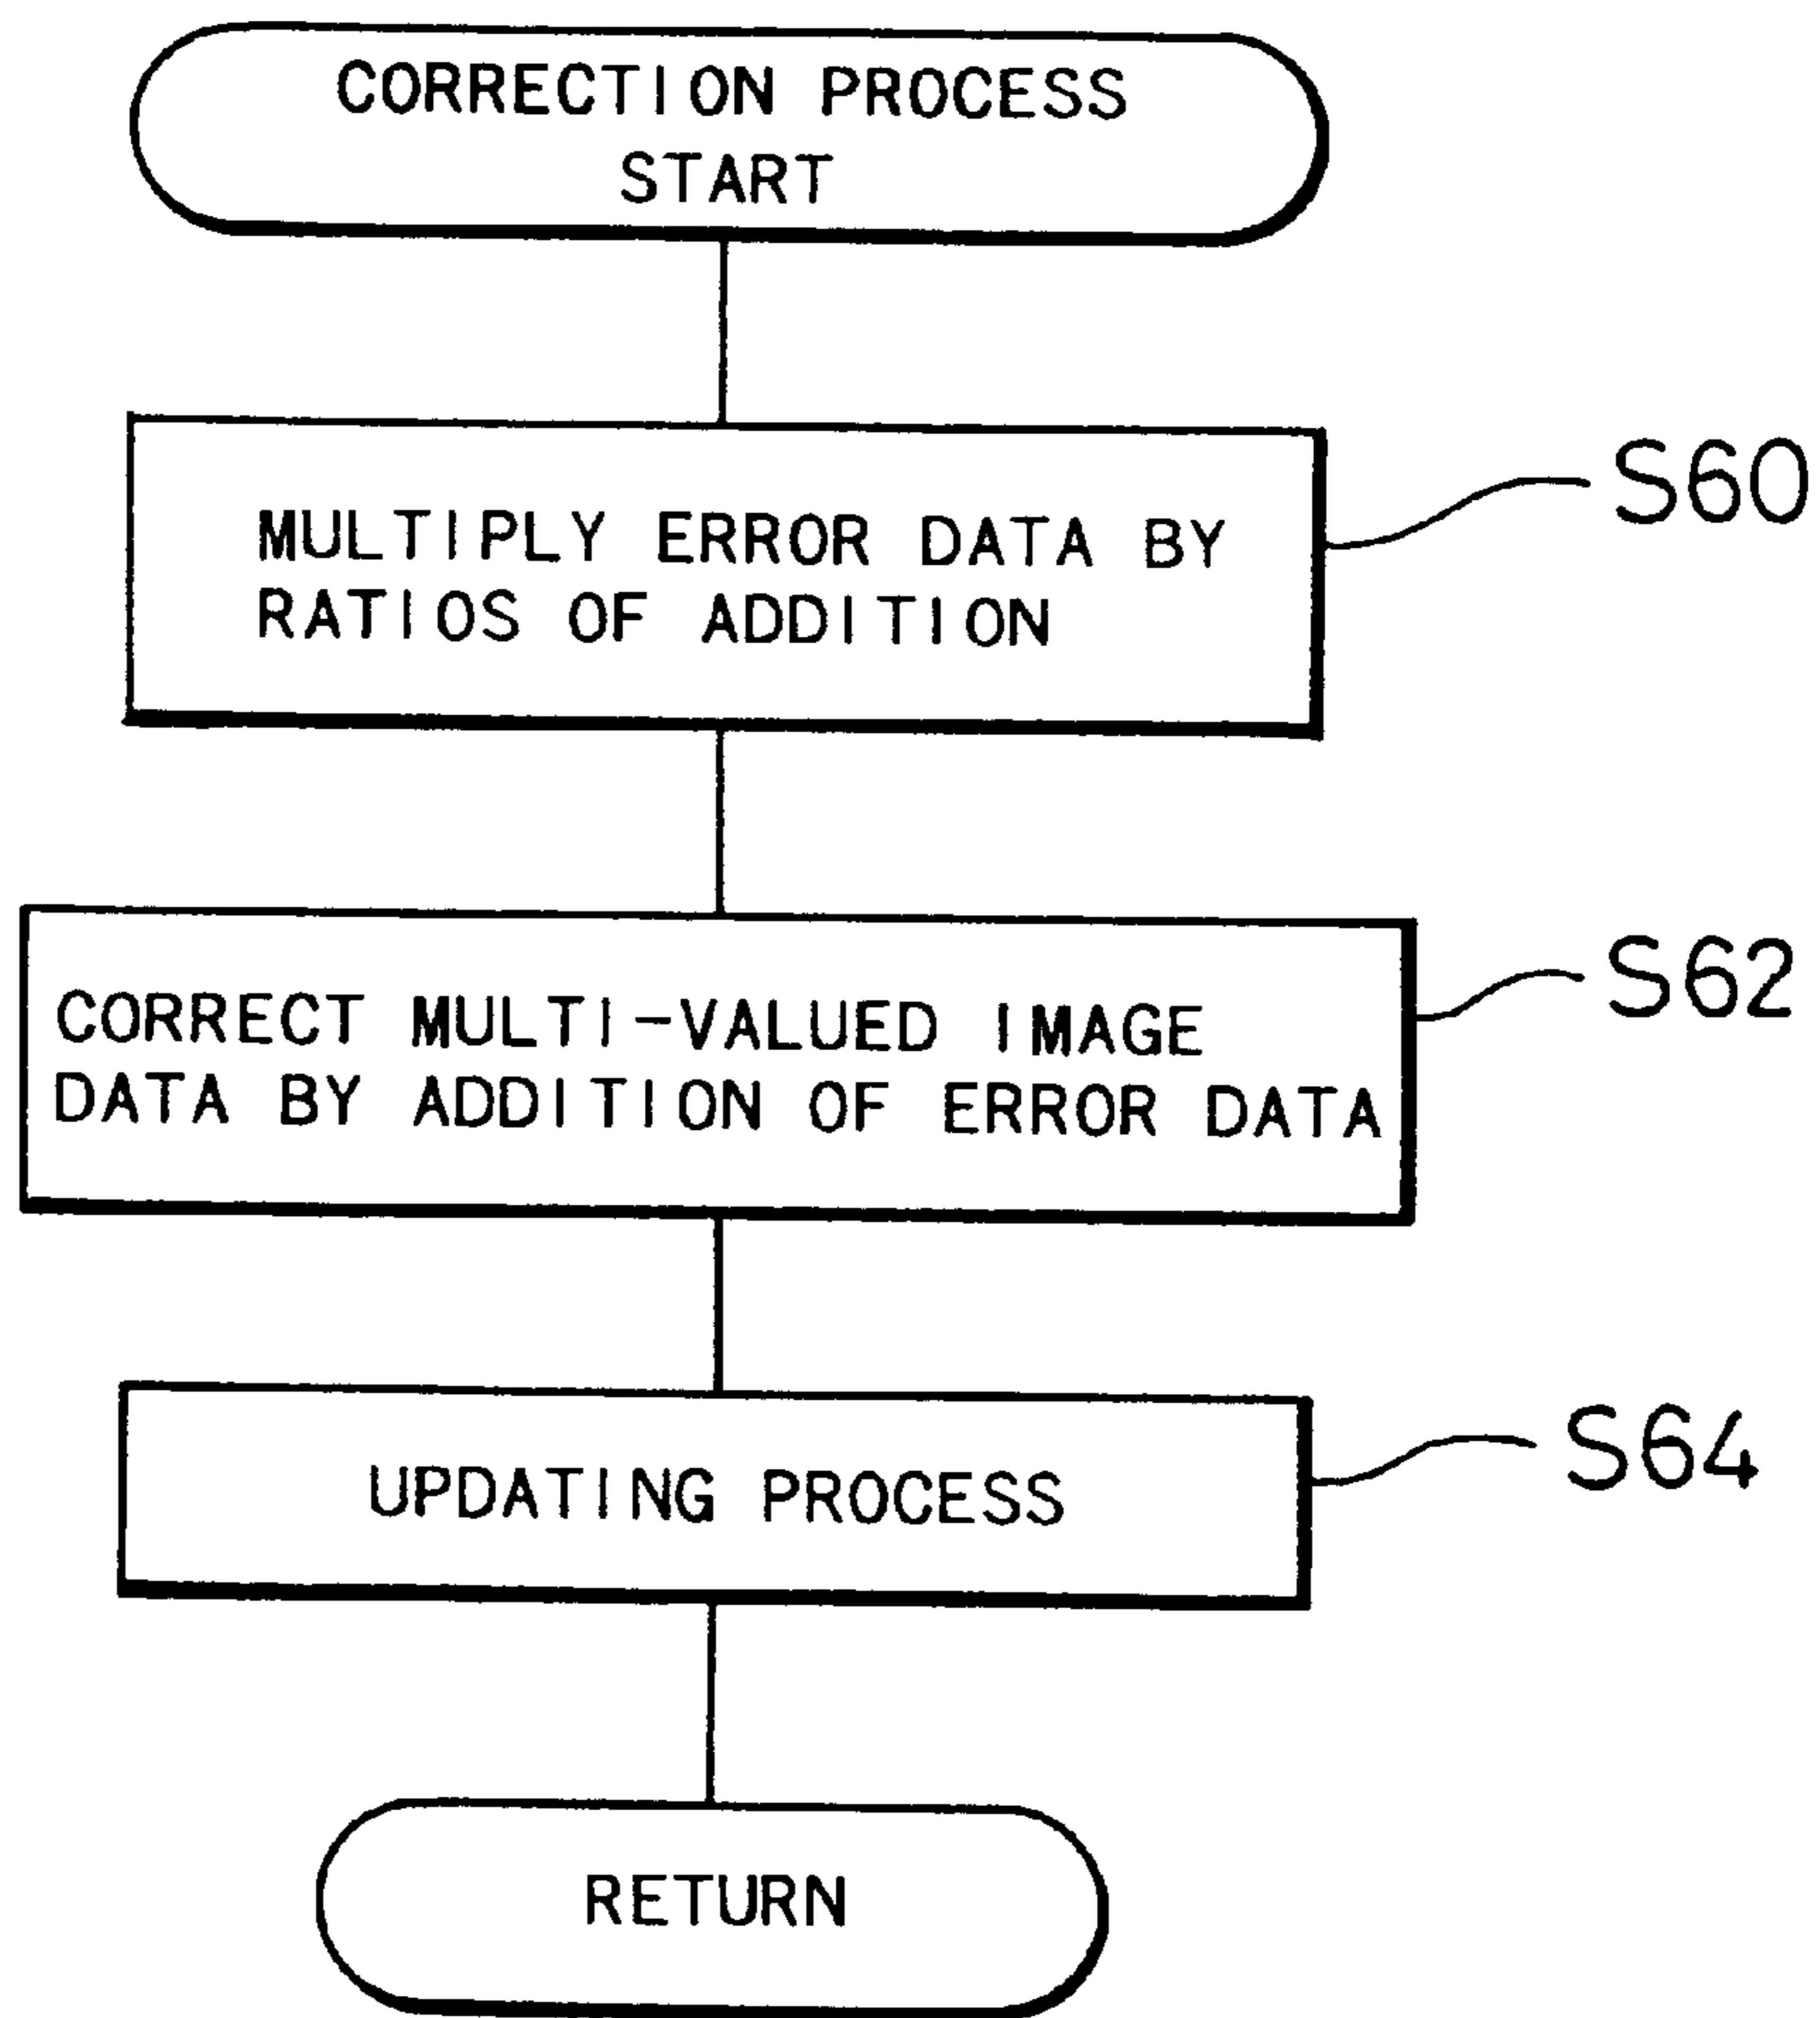 CORRECTION PROCESS
START
MULTIPLY ERROR DATA BY
RATIOS OF ADDITION
S60
CORRECT MULTI-VALUED IMAGE
DATA BY ADDITION OF ERROR DATA
S62
UPDATING PROCESS
S64
RETURN